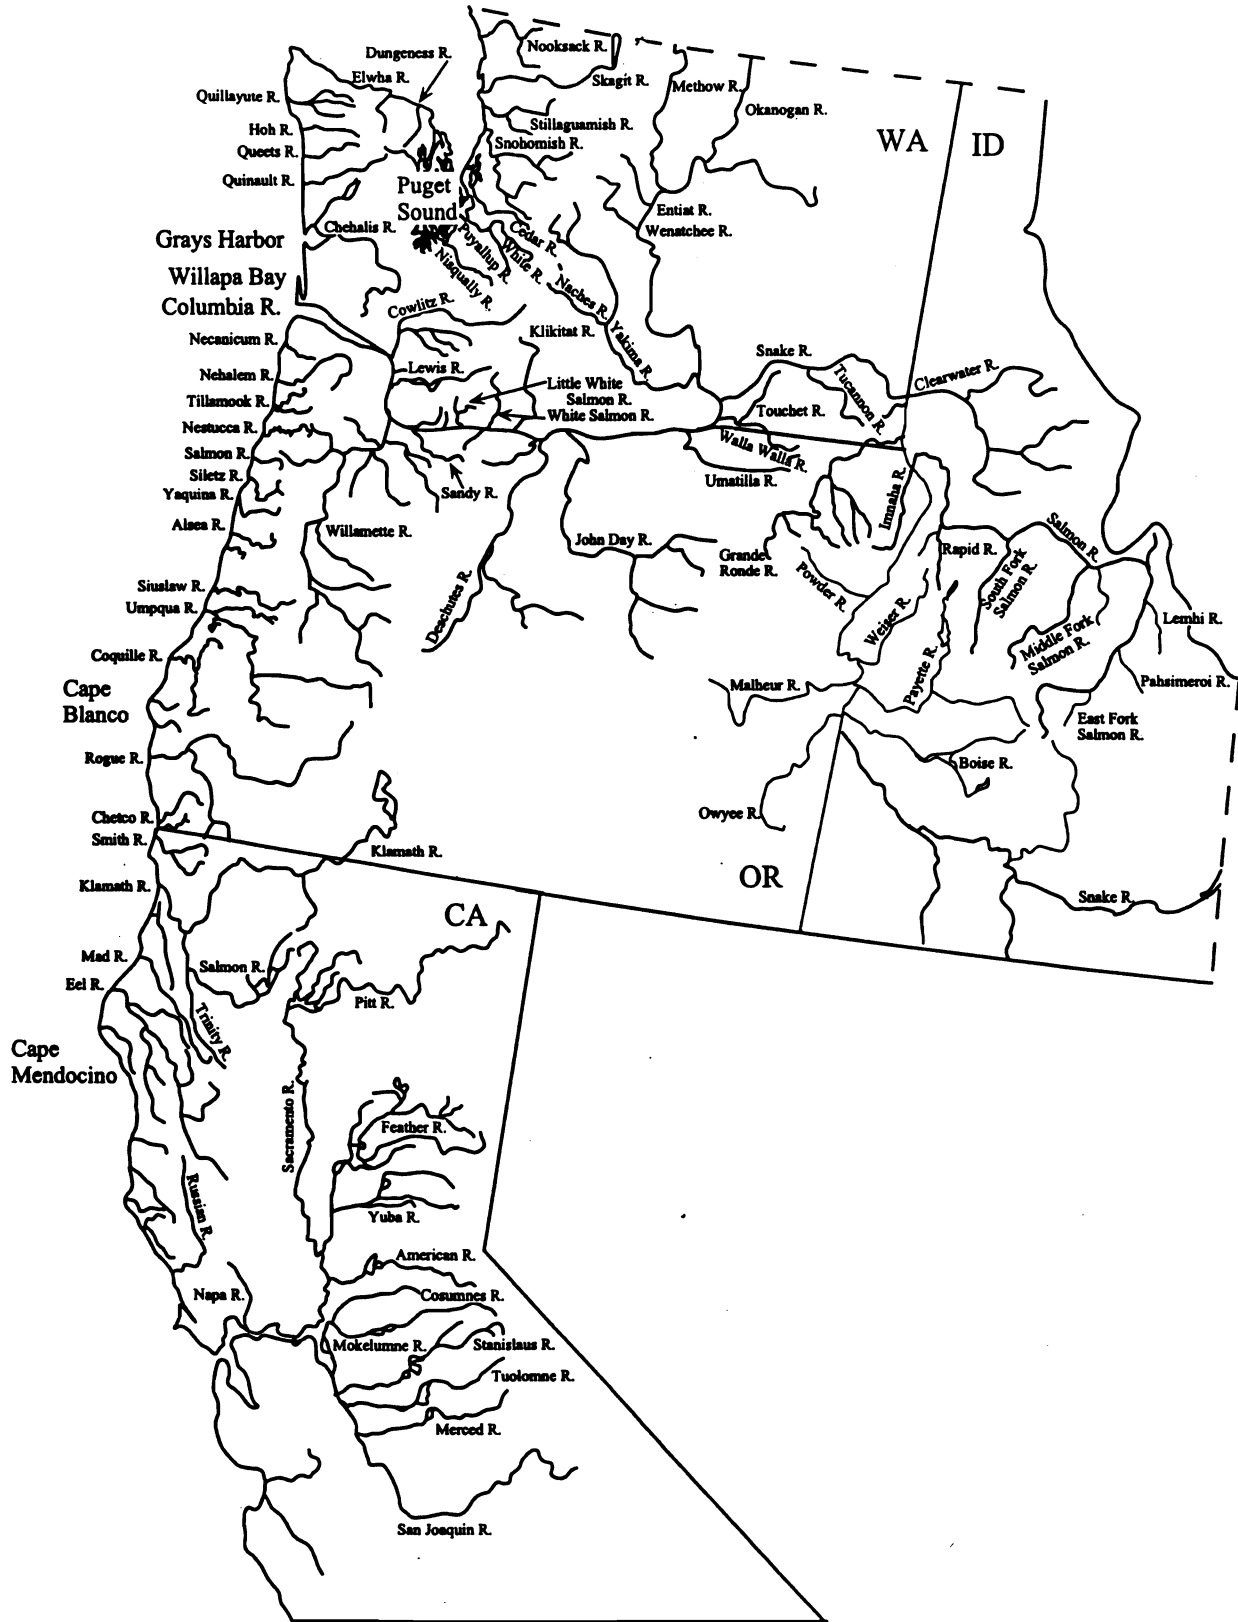 Nooksack R.
Dungeness R.
Elwha R.
Skagit R.
Methow R.
Quillayute R.
Okanogan R.
Stillaguamish R.
Hoh R.
Snohomish R.
WA
ID
Queets R.
Quinault R.
Puget
Sound
Entiat R.
Chehalis R.
Cedar R.
Wenatchee R.
Grays Harbor
Puyallup R.
White R.
Nisqually R.
Willapa Bay
Naches R.
Columbia R.
Cowlitz R.
Klikitat R.
Yakima R.
Necanicum R.
Snake R.
Tucannon R.
Clearwater R.
Nehalem R.
Lewis R.
Little White
Salmon R.
White Salmon R.
Tillamook R.
Touchet R.
Nestucca R.
Walla Walla R.
Salmon R.
Siletz R.
Umatilla R.
Yaquina R.
Sandy R.
Imnaha R.
Alsea R.
Willamette R.
Salmon R.
John Day R.
Rapid R.
Grande
Ronde R.
South Fork
Salmon R.
Powder R.
Siuslaw R.
Umpqua R.
Deschutes R.
Weiser R.
Lemhi R.
Middle Fork
Salmon R.
Coquille R.
Payette R.
Pahsimeroi R.
Cape
Blanco
Malheur R.
East Fork
Salmon R.
Rogue R.
Boise R.
Chetco R.
Owyee R.
Smith R.
Klamath R.
OR
Klamath R.
Snake R.
CA
Mad R.
Salmon R.
Eel R.
Pitt R.
Trinity R.
Cape
Mendocino
Sacramento R.
Feather R.
Russian R.
Yuba R.
American R.
Napa R.
Cosumnes R.
Mokelumne R.
Stanislaus R.
Tuolomne R.
Merced R.
San Joaquin R.